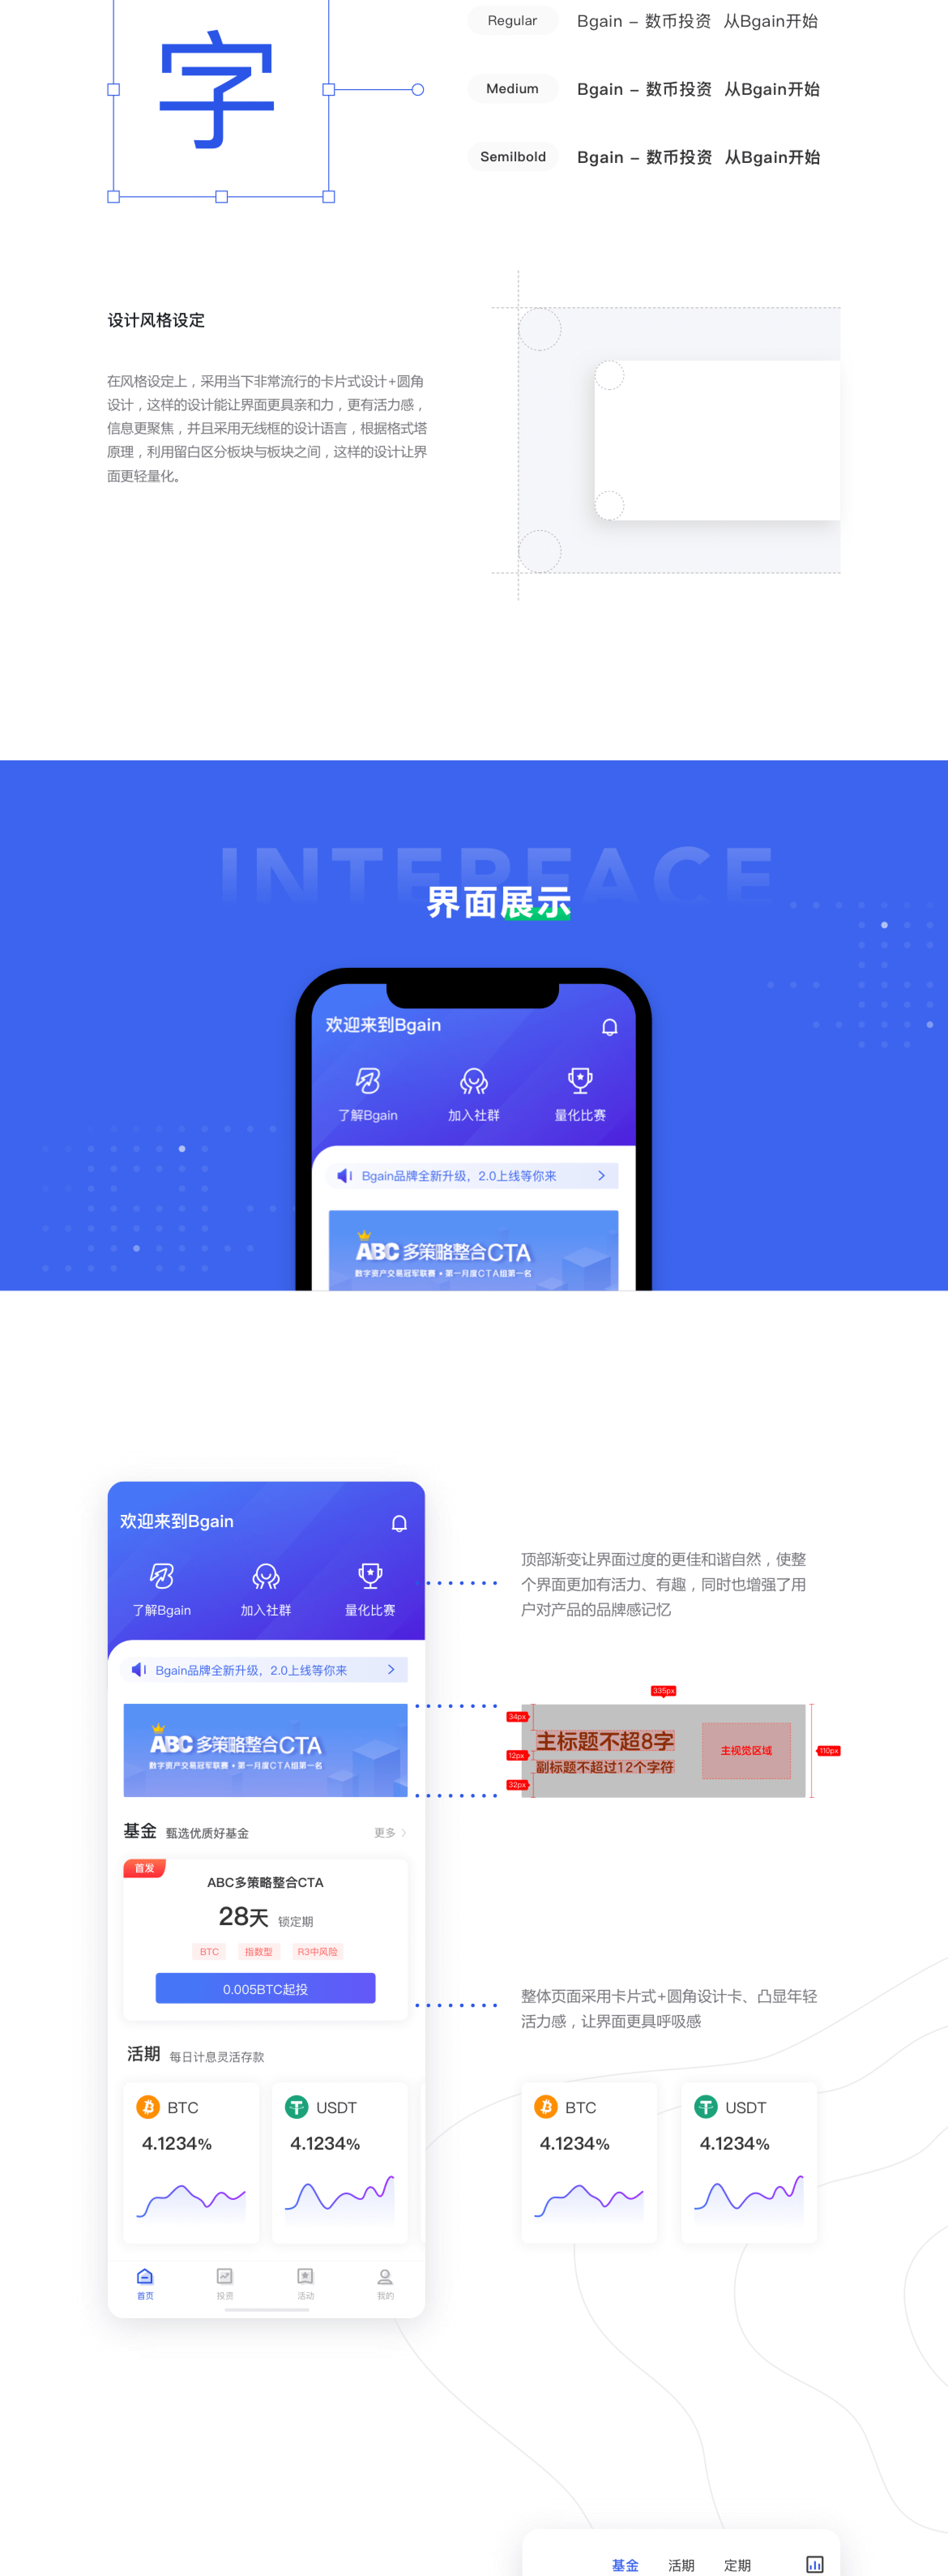 字
Regular Bgain – 数币投资 从Bgain开始
Medium Bgain – 数币投资 从Bgain开始
Semilbold Bgain – 数币投资 从Bgain开始
设计风格设定
在风格设定上，采用当下非常流行的卡片式设计+圆角
设计，这样的设计能让界面更具亲和力，更有活力感，
信息更聚焦，并且采用无线框的设计语言，根据格式塔
原理，利用留白区分板块与板块之间，这样的设计让界
面更轻量化。
界面展示
欢迎来到Bgain
了解Bgain 加入社群 量化比赛
Bgain品牌全新升级，2.0上线等你来
ABC 多策略整合CTA
数字资产交易冠军联赛 • 第一月度CTA组第一名
欢迎来到Bgain
了解Bgain 加入社群 量化比赛
Bgain品牌全新升级，2.0上线等你来
ABC 多策略整合CTA
数字资产交易冠军联赛 • 第一月度CTA组第一名
基金 甄选优质好基金 更多
首发
ABC多策略整合CTA
28天 锁定期
BTC 指数型 R3中风险
0.005BTC起投
活期 每日计息灵活存款
BTC USDT
4.1234% 4.1234%
首页 投资 活动 我的
顶部渐变让界面过度的更佳和谐自然，使整
个界面更加有活力、有趣，同时也增强了用
户对产品的品牌感记忆
335px
34px
主标题不超8字
12px
副标题不超过12个字符
32px
主视觉区域
110px
整体页面采用卡片式+圆角设计卡、凸显年轻
活力感，让界面更具呼吸感
BTC USDT
4.1234% 4.1234%
基金 活期 定期